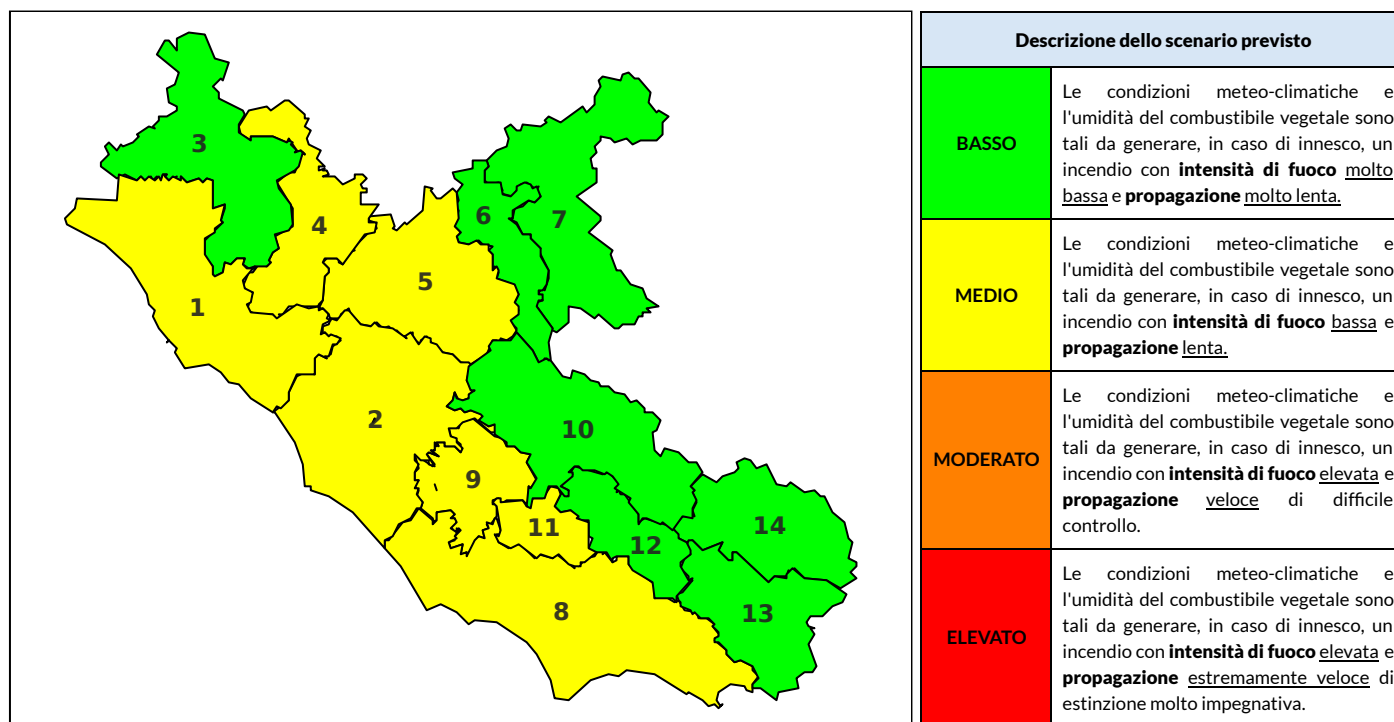 3
4
6
7
5
1
2
10
9
11
14
12
8
13
Descrizione dello scenario previsto
BASSO
Le condizioni meteo-climatiche e
l'umidità del combustibile vegetale sono
tali da generare, in caso di innesco, un
incendio con intensità di fuoco molto
bassa e propagazione molto lenta.
MEDIO
Le condizioni meteo-climatiche e
l'umidità del combustibile vegetale sono
tali da generare, in caso di innesco, un
incendio con intensità di fuoco bassa e
propagazione lenta.
MODERATO
Le condizioni meteo-climatiche e
l'umidità del combustibile vegetale sono
tali da generare, in caso di innesco, un
incendio con intensità di fuoco elevata e
propagazione veloce di difficile
controllo.
ELEVATO
Le condizioni meteo-climatiche e
l'umidità del combustibile vegetale sono
tali da generare, in caso di innesco, un
incendio con intensità di fuoco elevata e
propagazione estremamente veloce di
estinzione molto impegnativa.